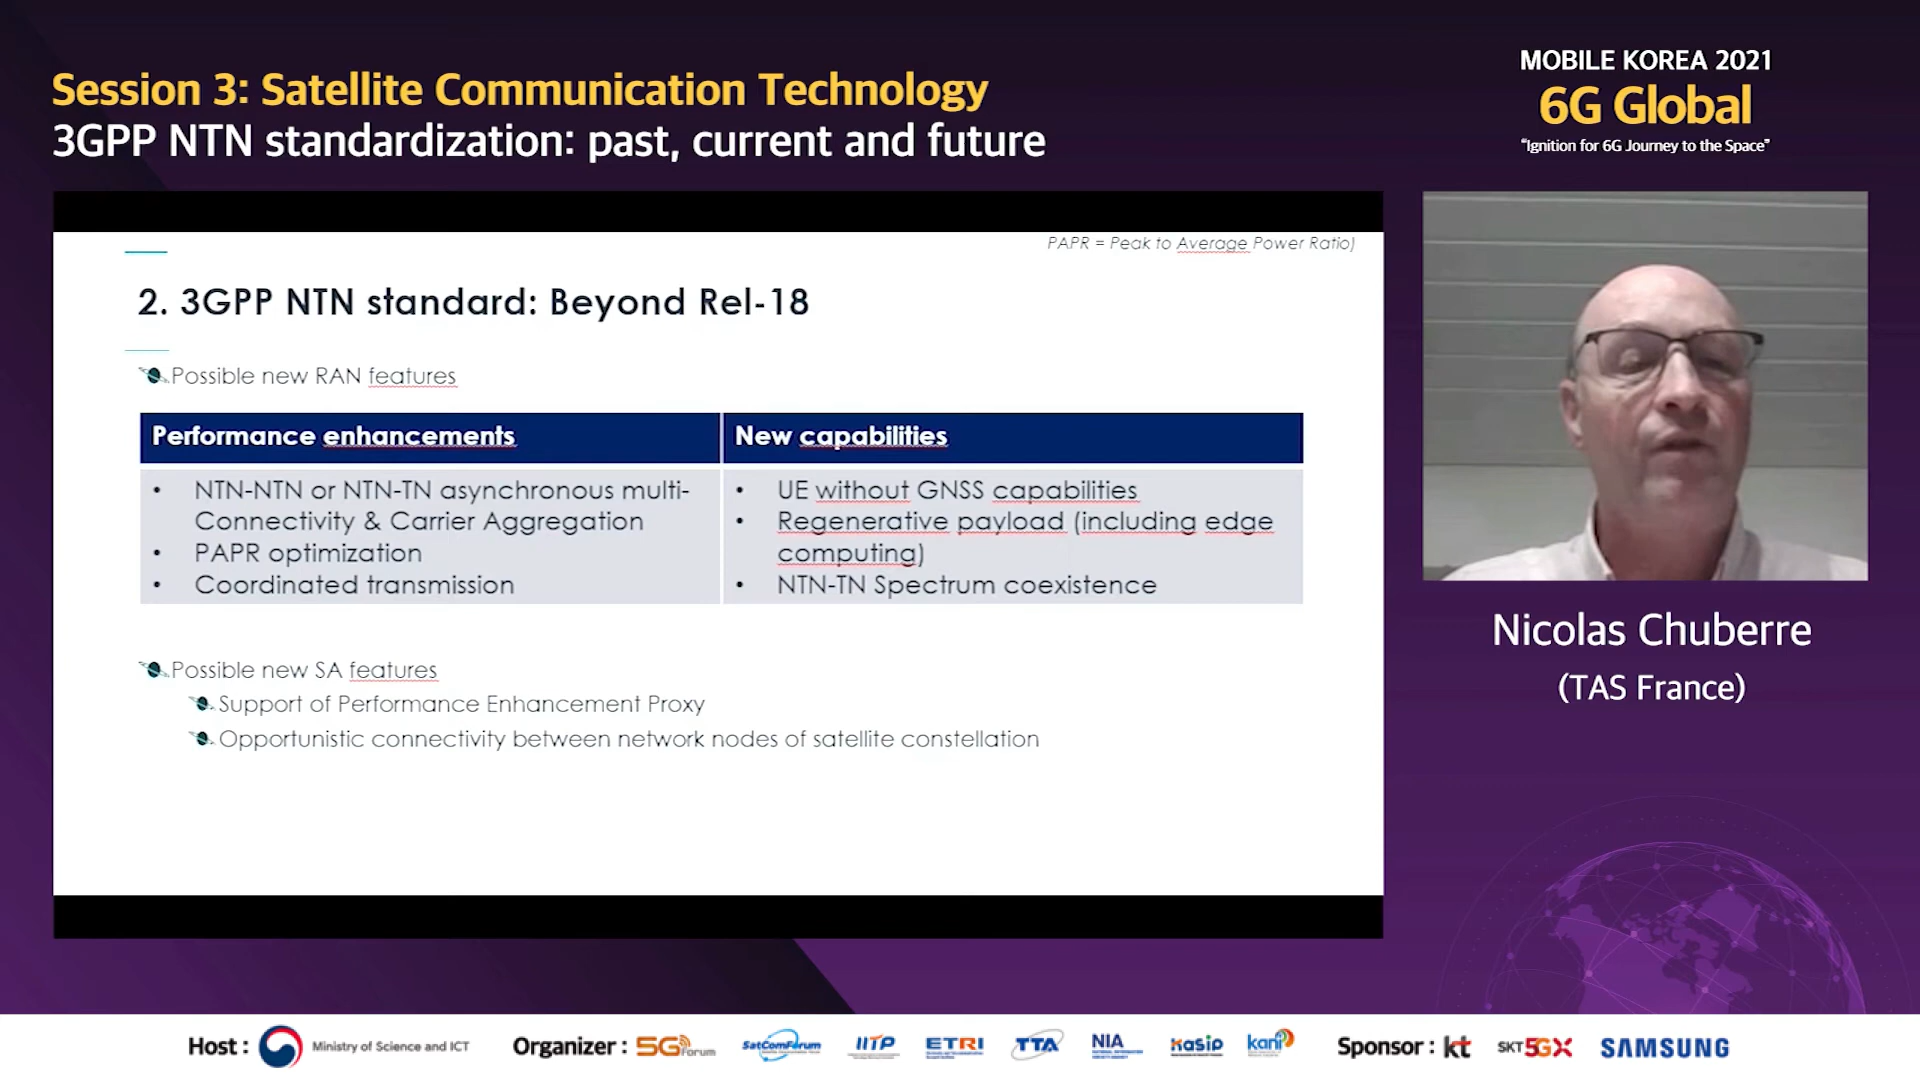 Session 3: Satellite Communication Technology
3GPP NTN standardization: past, current and future
MOBILE KOREA 2021
6G Global
“Ignition for 6G Journey to the Space”
PAPR = Peak to Average Power Ratio)
2. 3GPP NTN standard: Beyond Rel-18
Possible new RAN features
Performance enhancements
• NTN-NTN or NTN-TN asynchronous multi-
Connectivity & Carrier Aggregation
• PAPR optimization
• Coordinated transmission
New capabilities
• UE without GNSS capabilities
• Regenerative payload (including edge
computing)
• NTN-TN Spectrum coexistence
Possible new SA features
Support of Performance Enhancement Proxy
Opportunistic connectivity between network nodes of satellite constellation
Nicolas Chuberre
(TAS France)
Host : Ministry of Science and ICT
Organizer : 5G Forum SatComForum IITP ETRI TTA NIA kasip kani
Sponsor : kt SKT 5GX SAMSUNG